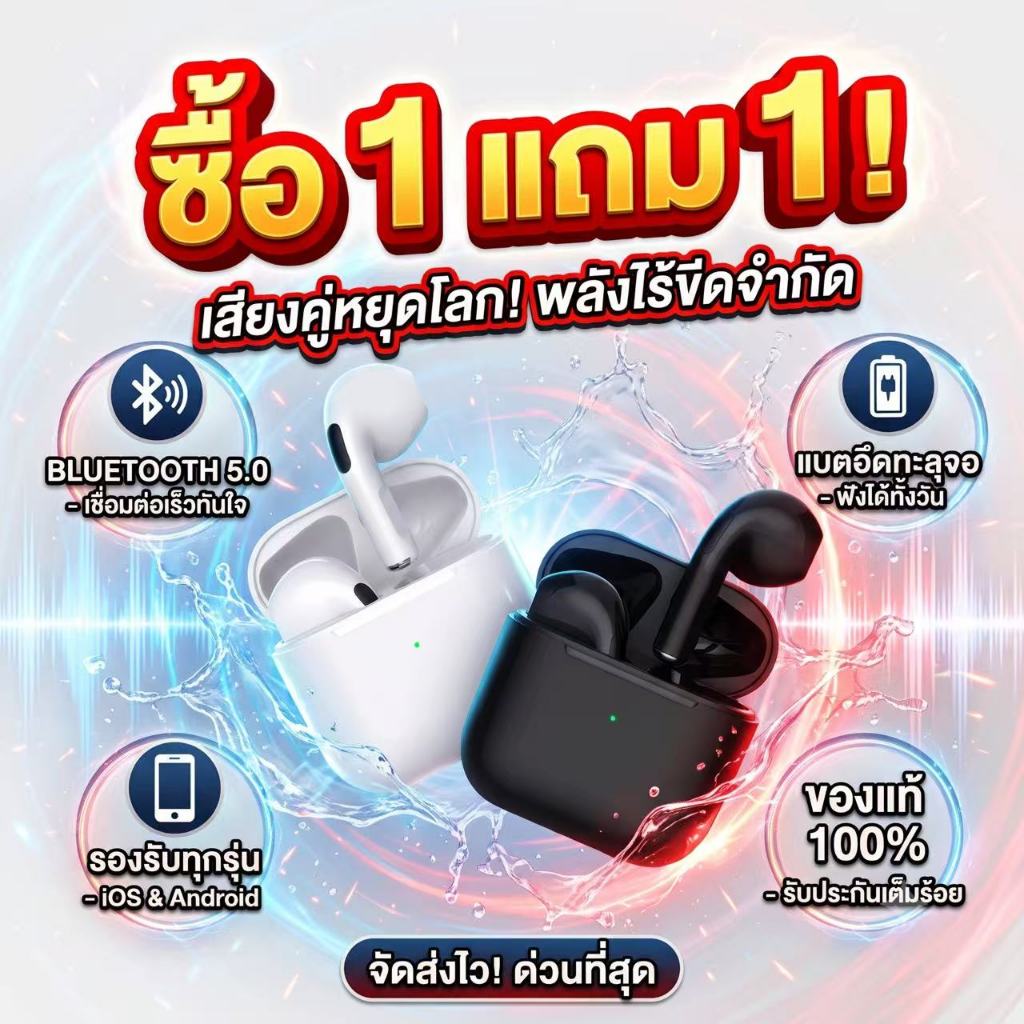 ซื้อ 1 แถม 1!
เสียงคู่หยุดโลก! พลังไร้ขีดจำกัด
BLUETOOTH 5.0
- เชื่อมต่อเร็วทันใจ
แบตอึดทะลุจอ
- ฟังได้ทั้งวัน
รองรับทุกรุ่น
- iOS & Android
ของแท้
100%
- รับประกันเต็มร้อย
จัดส่งไว! ด่วนที่สุด